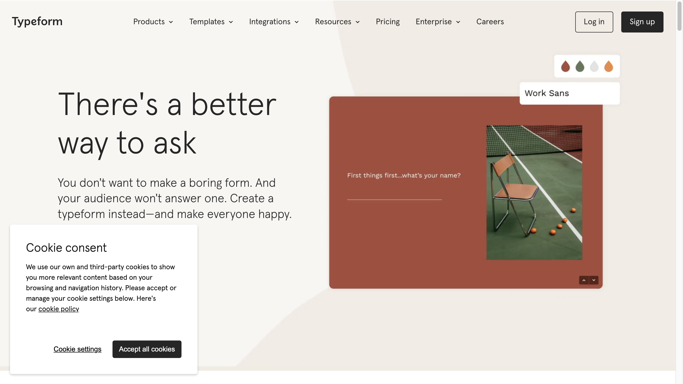 Typeform
Products
Templates
Integrations
Resources
Pricing
Enterprise
Careers
Log in
Sign up
There's a better
way to ask
You don't want to make a boring form. And
your audience won't answer one. Create a
typeform instead—and make everyone happy.
Work Sans
First things first...what's your name?
Cookie consent
We use our own and third-party cookies to show
you more relevant content based on your
browsing and navigation history. Please accept or
manage your cookie settings below. Here's
our cookie policy
Cookie settings
Accept all cookies